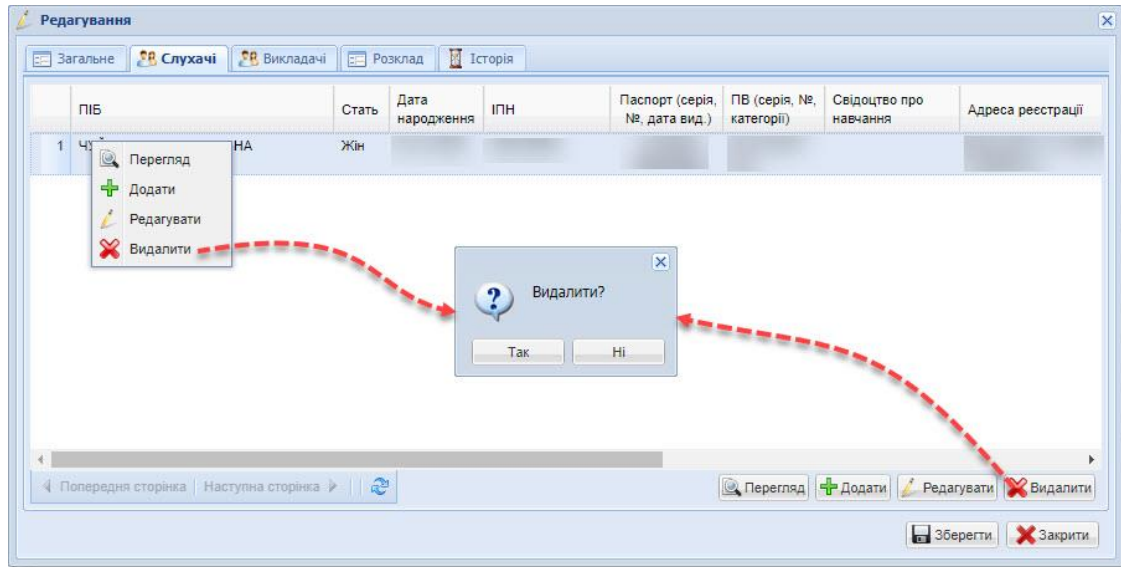 Редагування
Загальне Слухачі Викладачі Розклад Історія
ПІБ Стать Дата народження ІПН Паспорт (серія, №, дата вид.) ПВ (серія, №, категорії) Свідоцтво про навчання Адреса реєстрації
1 НА Жін
Перегляд
Додати
Редагувати
Видалити
Видалити?
Так Ні
Попередня сторінка Наступна сторінка Перегляд Додати Редагувати Видалити
Зберегти Закрити